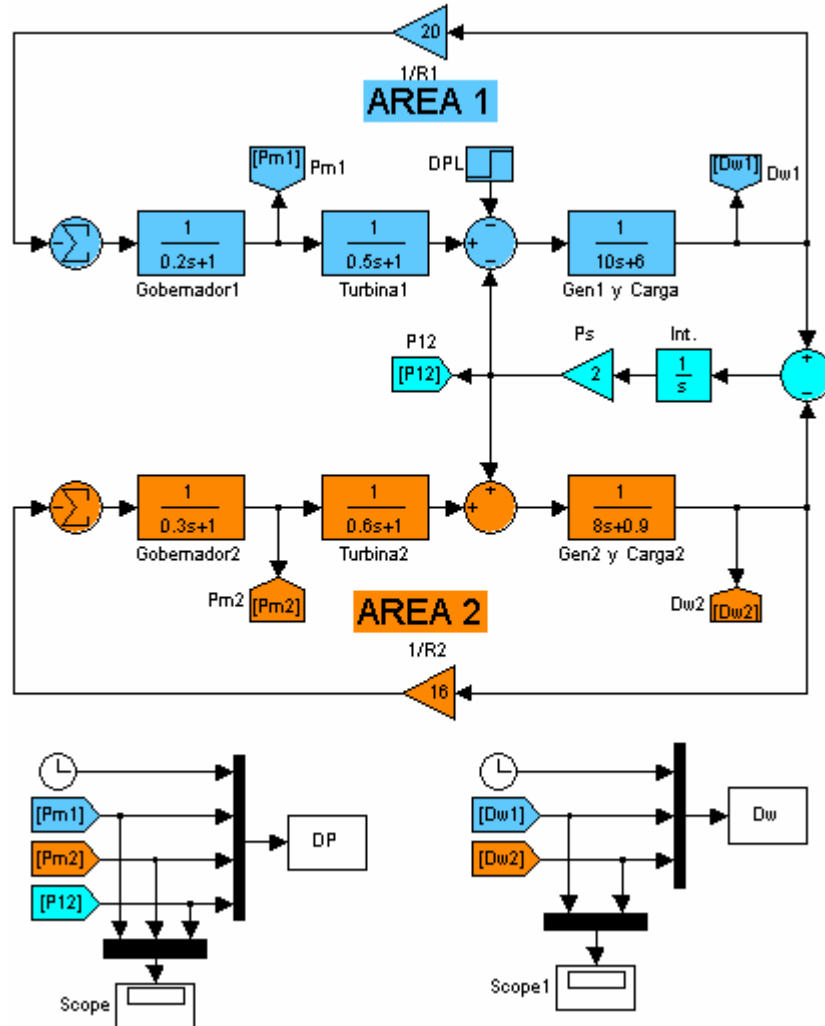 20
1/R1
AREA 1
[Pm1]
Pm1
DPL
[Dw1]
Dw1
-
1
0.2s+1
Gobernador1
1
0.5s+1
Turbina1
+
-
-
1
10s+6
Gen1 y Carga
P12
[P12]
Ps
2
Int.
1
s
+
-
-
1
0.3s+1
Gobernador2
1
0.6s+1
Turbina2
+
+
1
8s+0.9
Gen2 y Carga2
Pm2
[Pm2]
AREA 2
Dw2
[Dw2]
1/R2
16
[Pm1]
[Pm2]
[P12]
DP
Scope
[Dw1]
[Dw2]
Dw
Scope1